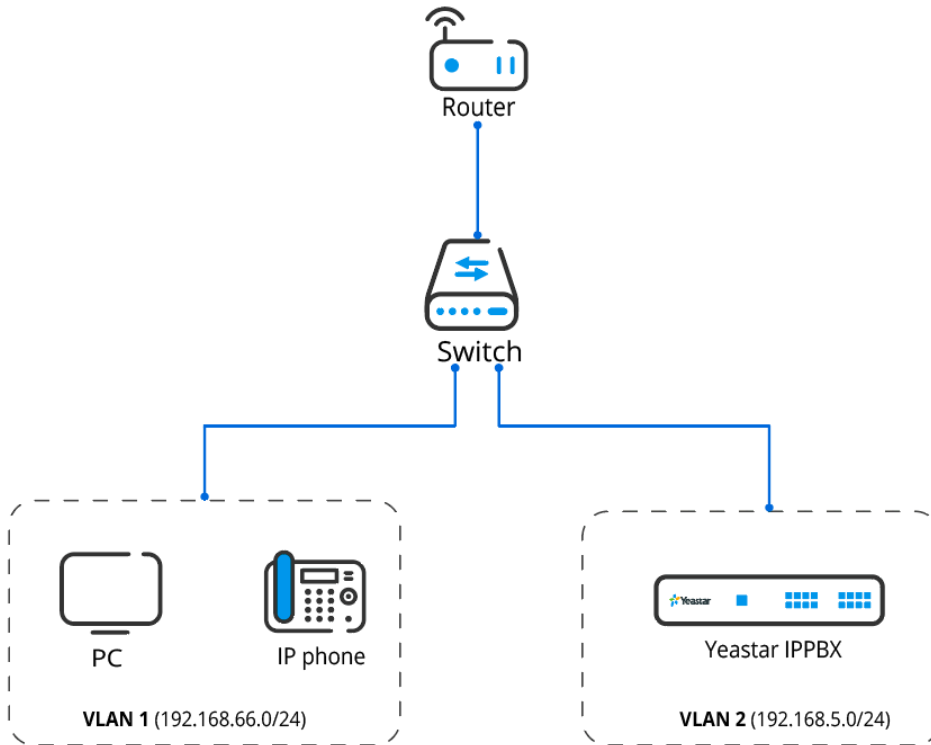 Router
Switch
PC
IP phone
VLAN 1 (192.168.66.0/24)
Yeastar
Yeastar IPPBX
VLAN 2 (192.168.5.0/24)